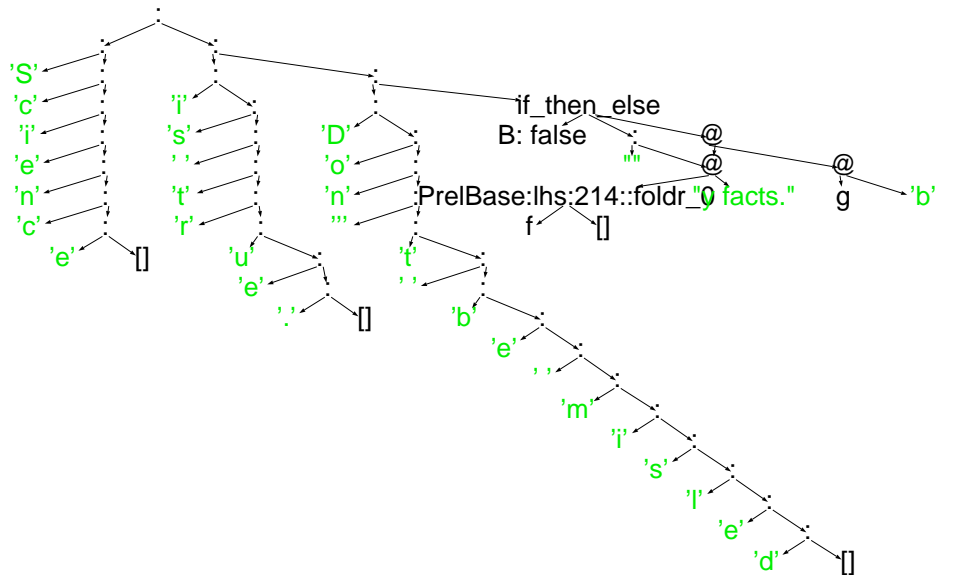 :
: :
'S' : : :
'c' : 'i' : : if_then_else
'i' : 's' : 'D' : B: false : @
'e' : ' ' : 'o' : "" @ @
'n' : 't' : 'n' : PrelBase:lhs:214::foldr_0 "y facts." g 'b'
'c' : 'r' : ''' : f []
'e' [] 'u' : 't' :
'e' : ' ' :
'.' [] 'b' :
'e' :
' ' :
'm' :
'i' :
's' :
'l' :
'e' :
'd' []